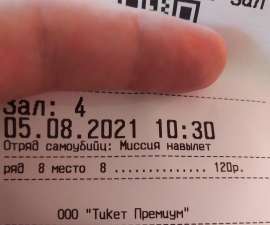 Зал
Зал: 4
05.08.2021 10:30
Отряд самоубийц: Миссия навылет
ряд 8 место 8 .............. 120р.
ООО "Тикет Премиум"